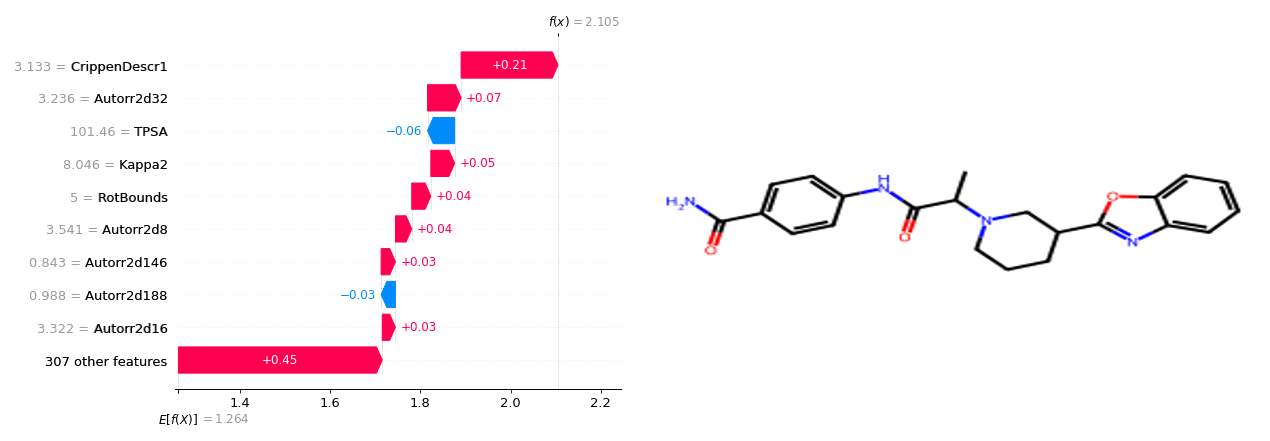 f(x) = 2.105
3.133 = CrippenDescr1 +0.21
3.236 = Autorr2d32 +0.07
101.46 = TPSA −0.06
8.046 = Kappa2 +0.05
5 = RotBounds +0.04
3.541 = Autorr2d8 +0.04
0.843 = Autorr2d146 +0.03
0.988 = Autorr2d188 −0.03
3.322 = Autorr2d16 +0.03
307 other features +0.45
1.4 1.6 1.8 2.0 2.2
E[f(X)] = 1.264
H₂N O NH O N O N